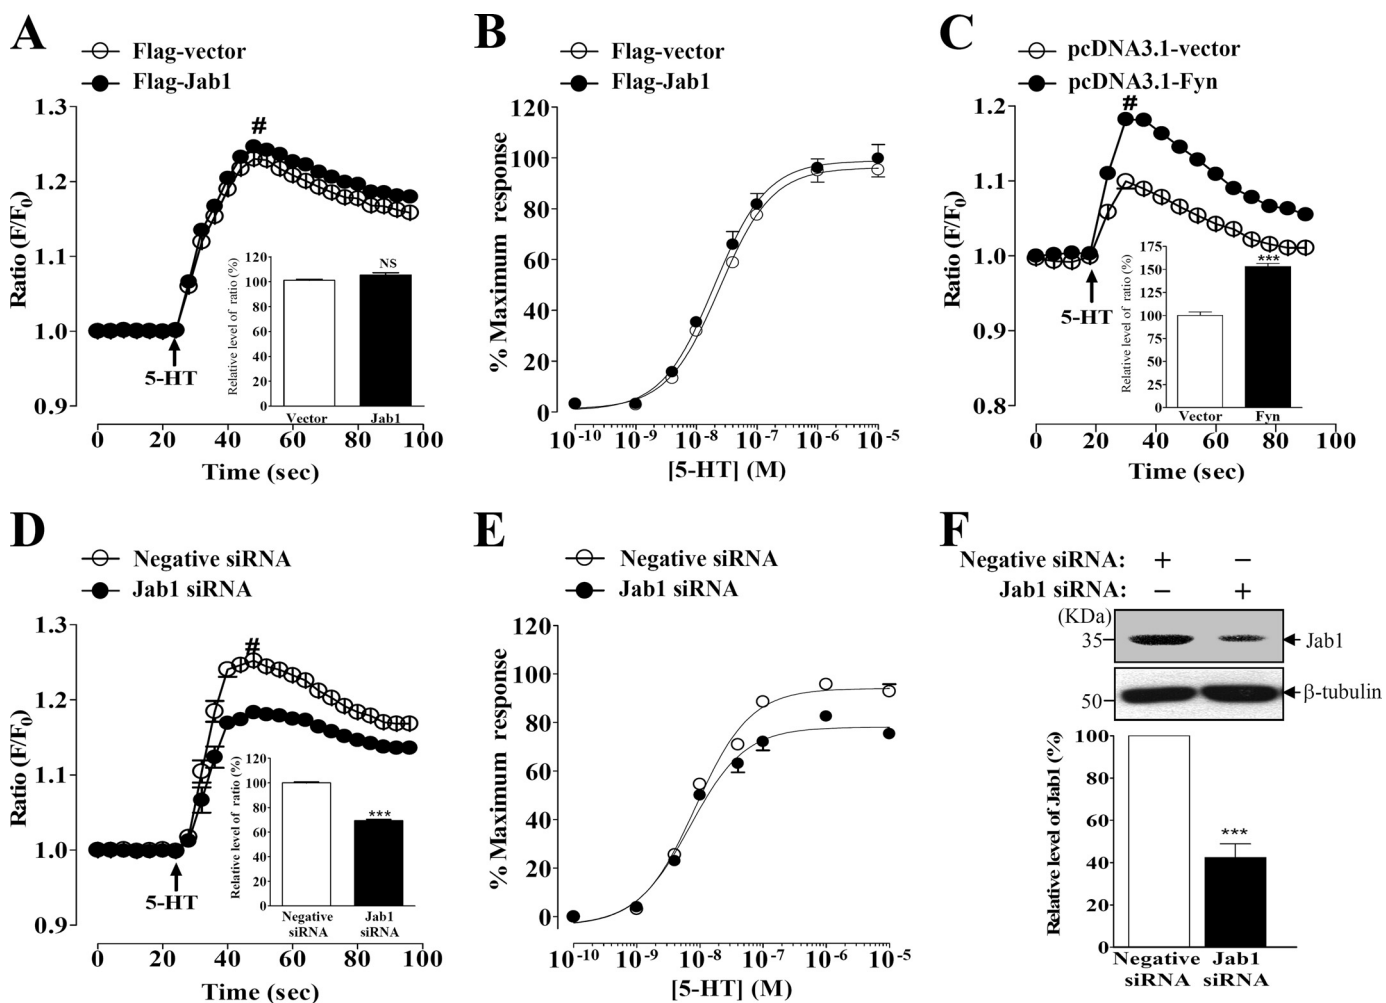 A
Flag-vector
Flag-Jab1
1.3
1.2
1.1
1.0
0.9
Ratio (F/F0)
#
5-HT
0 20 40 60 80 100
Time (sec)
Relative level of ratio (%)
120
100
80
60
40
20
0
NS
Vector Jab1
B
Flag-vector
Flag-Jab1
120
100
80
60
40
20
0
% Maximum response
10-10 10-9 10-8 10-7 10-6 10-5
[5-HT] (M)
C
pcDNA3.1-vector
pcDNA3.1-Fyn
1.2
1.1
1.0
0.9
0.8
Ratio (F/F0)
#
5-HT
0 20 40 60 80 100
Time (sec)
Relative level of ratio (%)
175
150
125
100
75
50
25
0
***
Vector Fyn
D
Negative siRNA
Jab1 siRNA
1.3
1.2
1.1
1.0
0.9
Ratio (F/F0)
#
5-HT
0 20 40 60 80 100
Time (sec)
Relative level of ratio (%)
120
100
80
60
40
20
0
***
Negative siRNA
Jab1 siRNA
E
Negative siRNA
Jab1 siRNA
120
100
80
60
40
20
0
% Maximum response
10-10 10-9 10-8 10-7 10-6 10-5
[5-HT] (M)
F
Negative siRNA: + −
Jab1 siRNA: − +
(KDa)
35
Jab1
50
β-tubulin
Relative level of Jab1 (%)
100
80
60
40
20
0
***
Negative siRNA
Jab1 siRNA